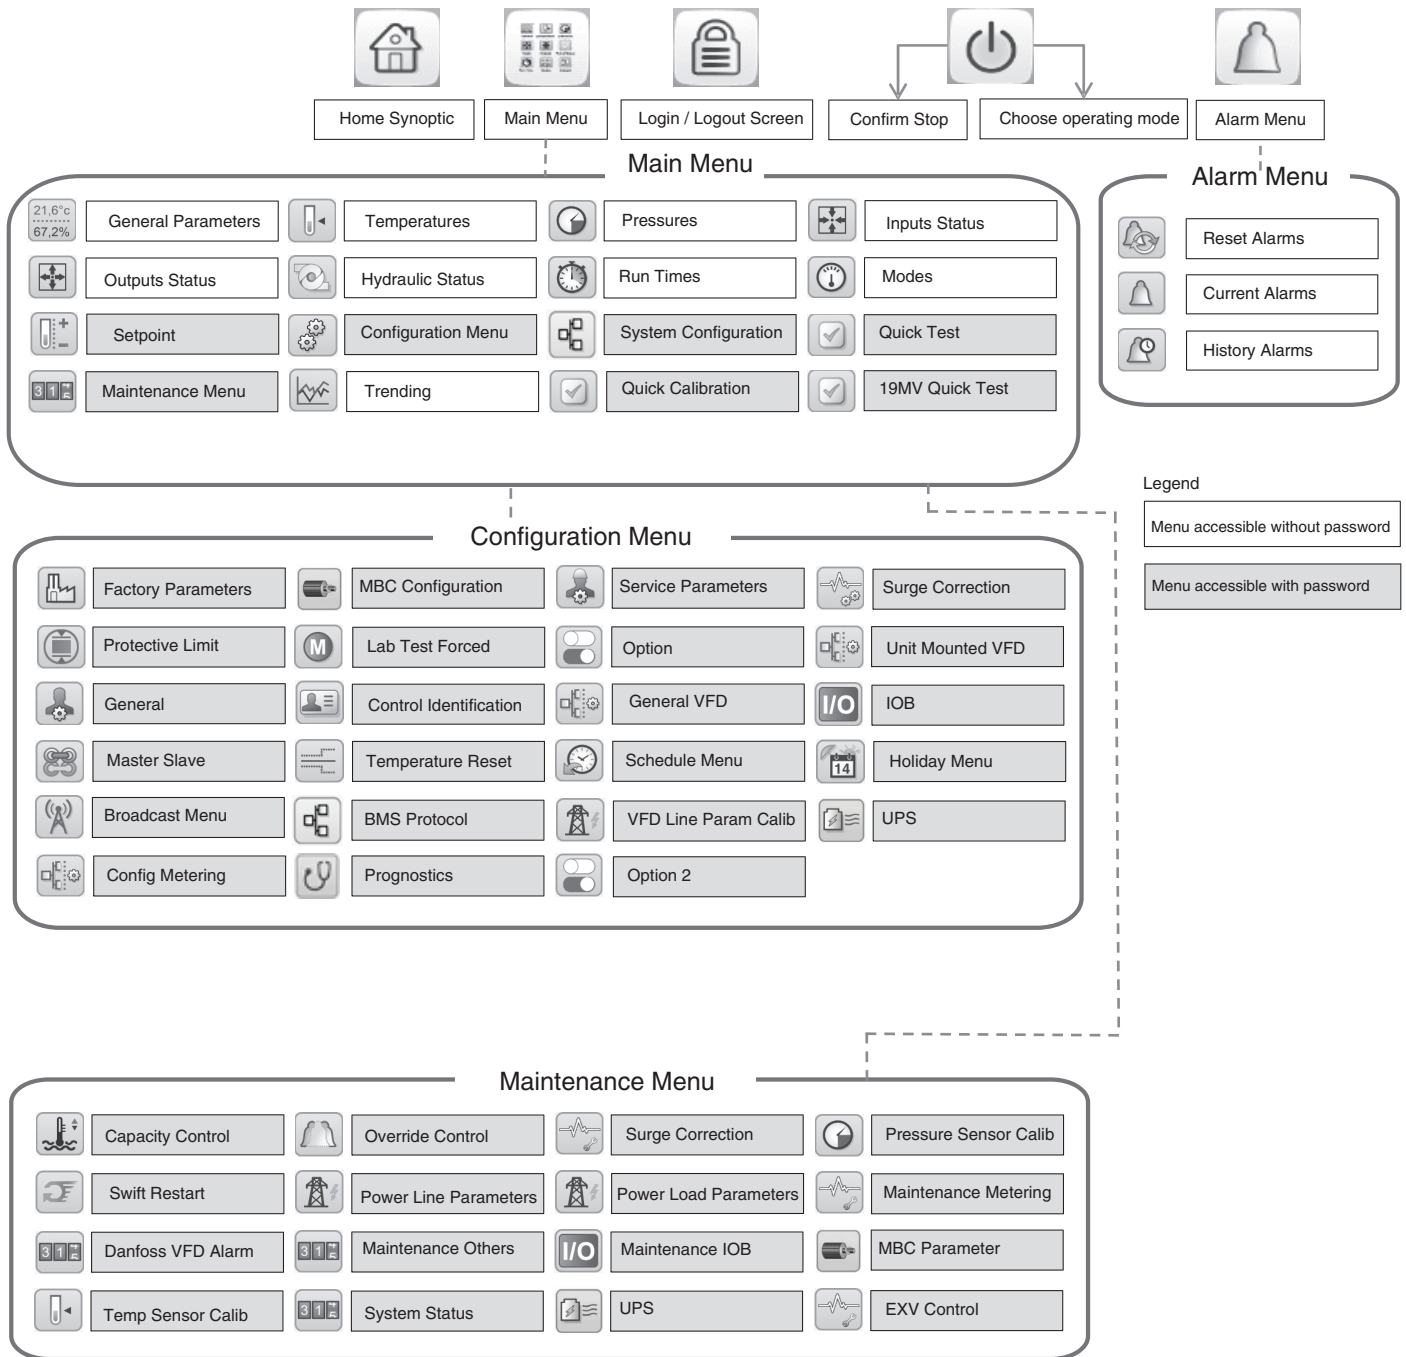 Home Synoptic
Main Menu
Login / Logout Screen
Confirm Stop
Choose operating mode
Alarm Menu
Main Menu
21,6°c
67,2%
General Parameters
Temperatures
Pressures
Inputs Status
Outputs Status
Hydraulic Status
Run Times
Modes
Setpoint
Configuration Menu
System Configuration
Quick Test
Maintenance Menu
Trending
Quick Calibration
19MV Quick Test
Alarm Menu
Reset Alarms
Current Alarms
History Alarms
Legend
Menu accessible without password
Menu accessible with password
Configuration Menu
Factory Parameters
MBC Configuration
Service Parameters
Surge Correction
Protective Limit
M
Lab Test Forced
Option
Unit Mounted VFD
General
Control Identification
General VFD
I/O
IOB
Master Slave
Temperature Reset
Schedule Menu
14
Holiday Menu
Broadcast Menu
BMS Protocol
VFD Line Param Calib
UPS
Config Metering
Prognostics
Option 2
Maintenance Menu
Capacity Control
Override Control
Surge Correction
Pressure Sensor Calib
Swift Restart
Power Line Parameters
Power Load Parameters
Maintenance Metering
Danfoss VFD Alarm
Maintenance Others
I/O
Maintenance IOB
MBC Parameter
Temp Sensor Calib
System Status
UPS
EXV Control